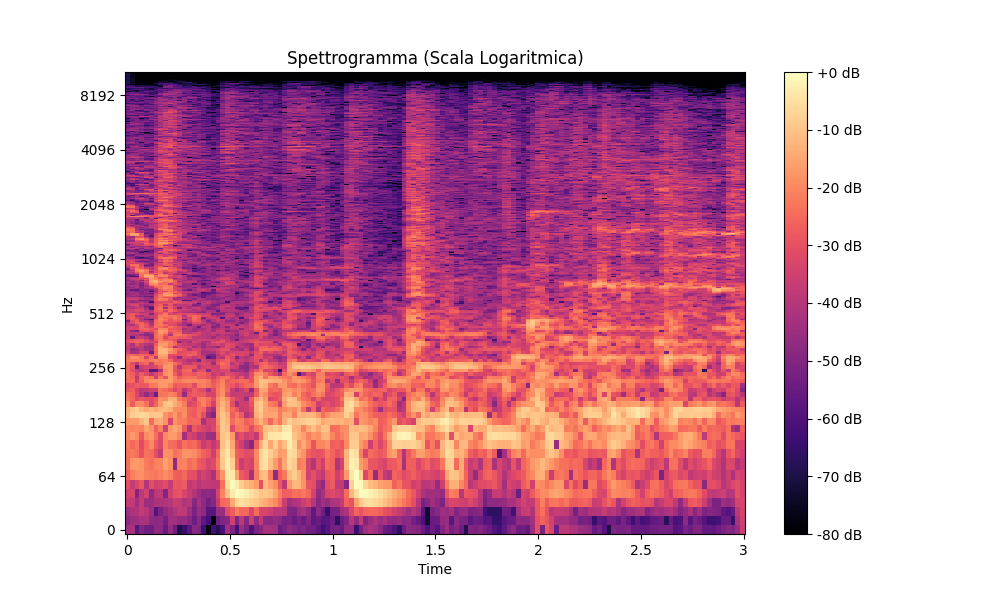 Spettrogramma (Scala Logaritmica)
8192
4096
2048
1024
512
256
128
64
0
Hz
0
0.5
1
1.5
2
2.5
3
Time
+0 dB
-10 dB
-20 dB
-30 dB
-40 dB
-50 dB
-60 dB
-70 dB
-80 dB